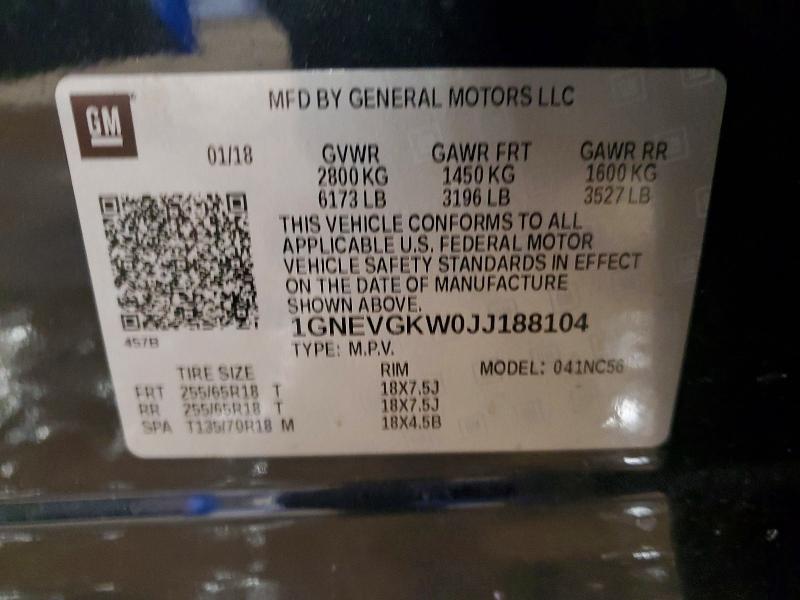 GM
MFD BY GENERAL MOTORS LLC
01/18
GVWR GAWR FRT GAWR RR
2800 KG 1450 KG 1600 KG
6173 LB 3196 LB 3527 LB
THIS VEHICLE CONFORMS TO ALL
APPLICABLE U.S. FEDERAL MOTOR
VEHICLE SAFETY STANDARDS IN EFFECT
ON THE DATE OF MANUFACTURE
SHOWN ABOVE.
1GNEVGKW0JJ188104
457B
TYPE: M.P.V.
TIRE SIZE RIM MODEL: 041NC56
FRT 255/65R18 T 18X7.5J
RR 255/65R18 T 18X7.5J
SPA T135/70R18 M 18X4.5B